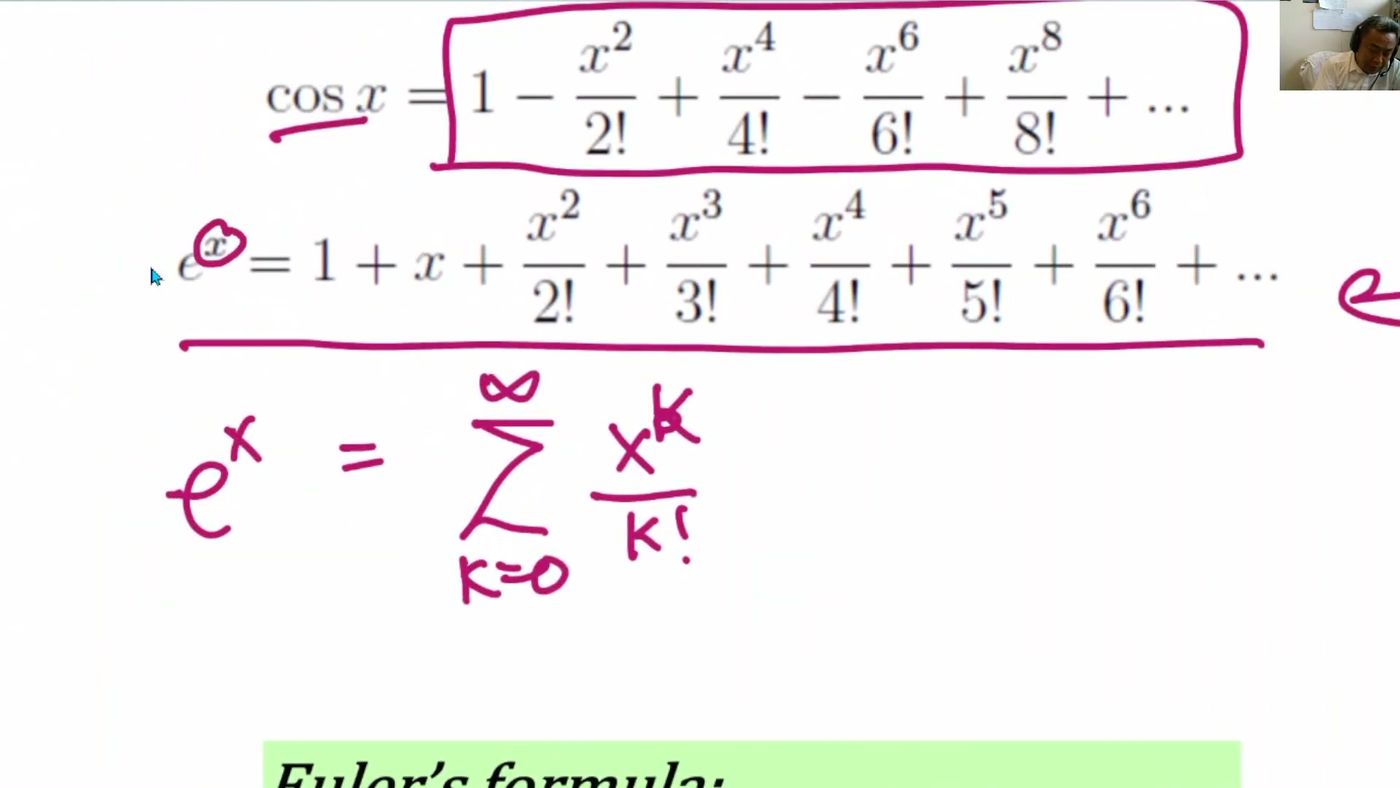 cos x = 1 − x²/2! + x⁴/4! − x⁶/6! + x⁸/8! + ...
eˣ = 1 + x + x²/2! + x³/3! + x⁴/4! + x⁵/5! + x⁶/6! + ...
e
eˣ = ∞ Σ K=0 xᴷ/K!
Euler's formula: